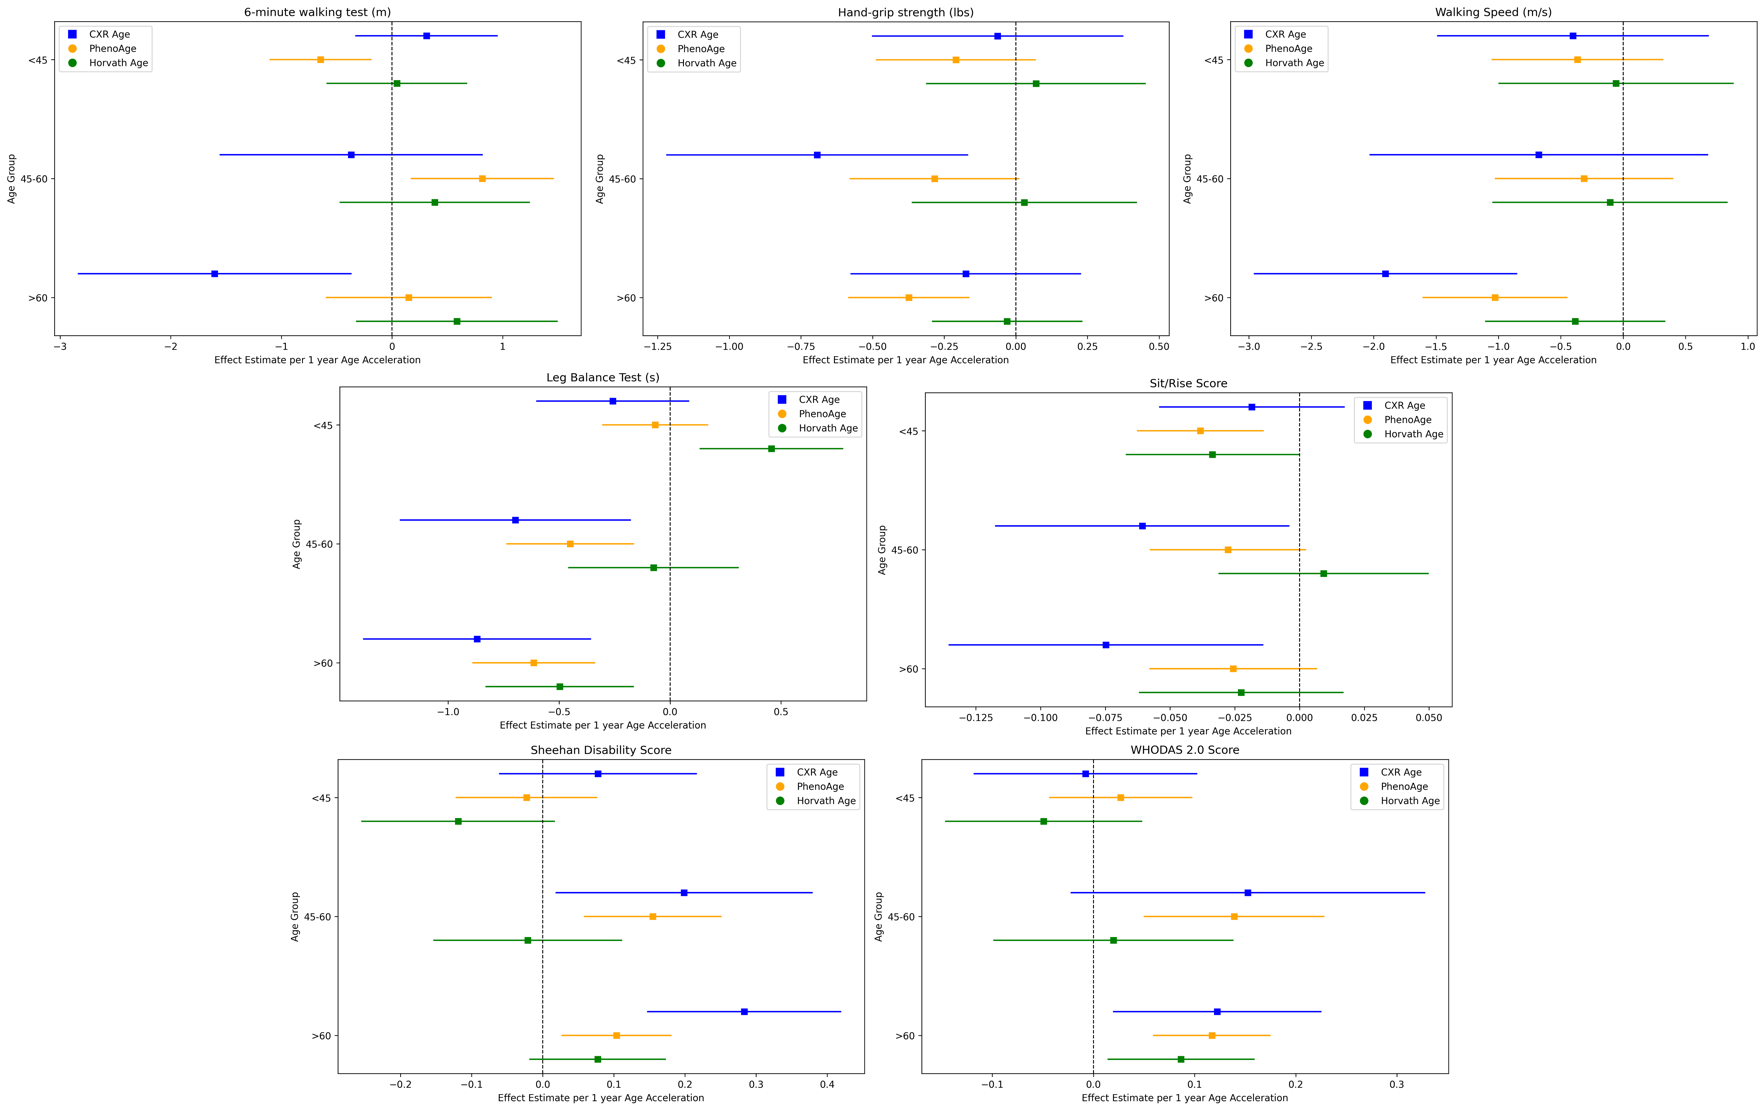 6-minute walking test (m)
CXR Age
PhenoAge
Horvath Age
<45
45-60
>60
Age Group
−3 −2 −1 0 1
Effect Estimate per 1 year Age Acceleration
Hand-grip strength (lbs)
CXR Age
PhenoAge
Horvath Age
<45
45-60
>60
Age Group
−1.25 −1.00 −0.75 −0.50 −0.25 0.00 0.25 0.50
Effect Estimate per 1 year Age Acceleration
Walking Speed (m/s)
CXR Age
PhenoAge
Horvath Age
<45
45-60
>60
Age Group
−3.0 −2.5 −2.0 −1.5 −1.0 −0.5 0.0 0.5 1.0
Effect Estimate per 1 year Age Acceleration
Leg Balance Test (s)
CXR Age
PhenoAge
Horvath Age
<45
45-60
>60
Age Group
−1.0 −0.5 0.0 0.5
Effect Estimate per 1 year Age Acceleration
Sit/Rise Score
CXR Age
PhenoAge
Horvath Age
<45
45-60
>60
Age Group
−0.125 −0.100 −0.075 −0.050 −0.025 0.000 0.025 0.050
Effect Estimate per 1 year Age Acceleration
Sheehan Disability Score
CXR Age
PhenoAge
Horvath Age
<45
45-60
>60
Age Group
−0.2 −0.1 0.0 0.1 0.2 0.3 0.4
Effect Estimate per 1 year Age Acceleration
WHODAS 2.0 Score
CXR Age
PhenoAge
Horvath Age
<45
45-60
>60
Age Group
−0.1 0.0 0.1 0.2 0.3
Effect Estimate per 1 year Age Acceleration